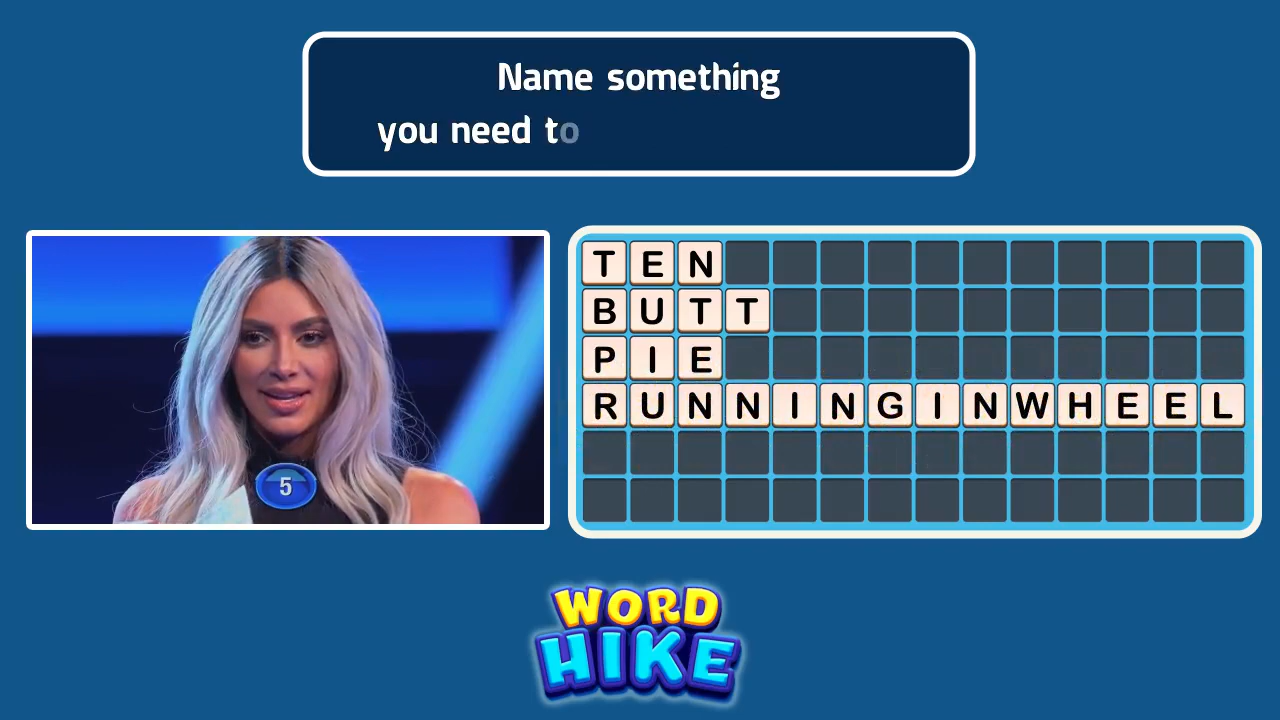 Name something
you need to
TEN
BUTT
PIE
RUNNINGINWHEEL
5
WORD
HIKE